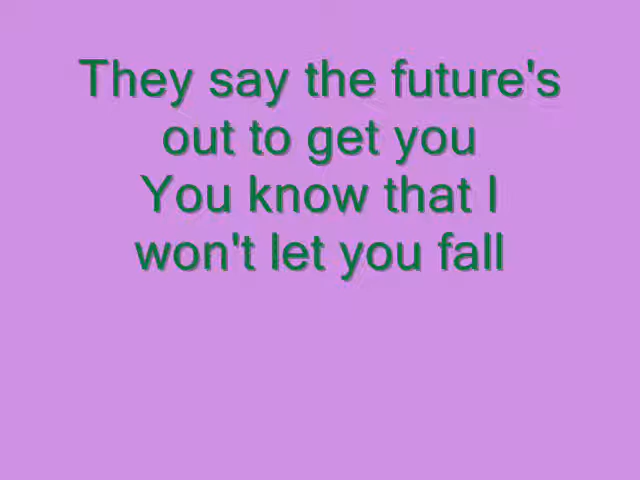 They say the future's
out to get you
You know that I
won't let you fall